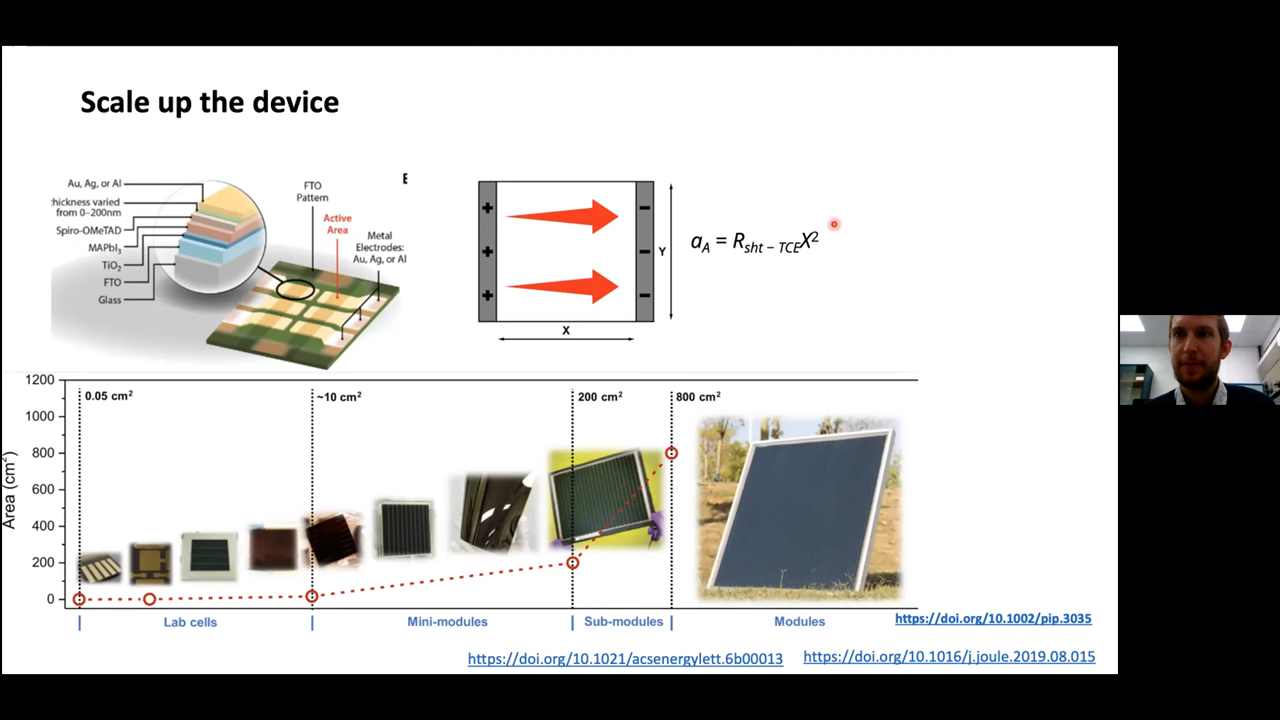 Scale up the device
Au, Ag, or Al
thickness varied
from 0–200nm
Spiro-OMeTAD
MAPbI3
TiO2
FTO
Glass
FTO
Pattern
Active
Area
Metal
Electrodes:
Au, Ag, or Al
E
+ −
+ −
+ −
Y
X
aA = Rsht – TCEX2
1200
1000
800
600
400
200
0
Area (cm2)
0.05 cm2
~10 cm2
200 cm2
800 cm2
Lab cells
Mini-modules
Sub-modules
Modules
https://doi.org/10.1002/pip.3035
https://doi.org/10.1021/acsenergylett.6b00013
https://doi.org/10.1016/j.joule.2019.08.015